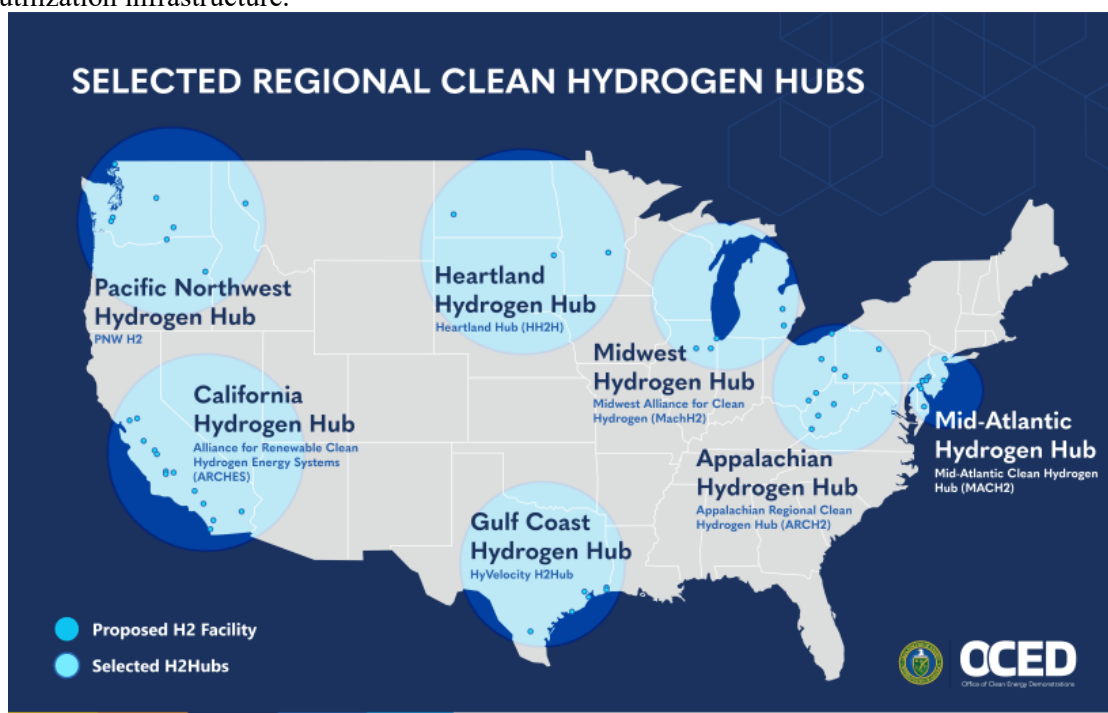 utilization infrastructure.
SELECTED REGIONAL CLEAN HYDROGEN HUBS
Pacific Northwest
Hydrogen Hub
PNW H2
Heartland
Hydrogen Hub
Heartland Hub (HH2H)
Midwest
Hydrogen Hub
Midwest Alliance for Clean
Hydrogen (MachH2)
California
Hydrogen Hub
Alliance for Renewable Clean
Hydrogen Energy Systems
(ARCHES)
Mid-Atlantic
Hydrogen Hub
Mid-Atlantic Clean Hydrogen
Hub (MACH2)
Appalachian
Hydrogen Hub
Appalachian Regional Clean
Hydrogen Hub (ARCH2)
Gulf Coast
Hydrogen Hub
HyVelocity H2Hub
Proposed H2 Facility
Selected H2Hubs
OCED
Office of Clean Energy Demonstrations